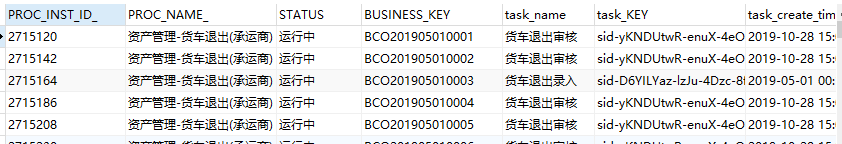 PROC_INST_ID_ PROC_NAME_ STATUS BUSINESS_KEY task_name task_KEY task_create_tim
2715120 资产管理-货车退出(承运商) 运行中 BCO201905010001 货车退出审核 sid-yKNDUtwR-enuX-4eO 2019-10-28 15:
2715142 资产管理-货车退出(承运商) 运行中 BCO201905010002 货车退出审核 sid-yKNDUtwR-enuX-4eO 2019-10-28 15:
2715164 资产管理-货车退出(承运商) 运行中 BCO201905010003 货车退出录入 sid-D6YILYaz-lzJu-4Dzc-8 2019-05-01 00:
2715186 资产管理-货车退出(承运商) 运行中 BCO201905010004 货车退出审核 sid-yKNDUtwR-enuX-4eO 2019-10-28 15:
2715208 资产管理-货车退出(承运商) 运行中 BCO201905010005 货车退出审核 sid-yKNDUtwR-enuX-4eO 2019-10-28 15: